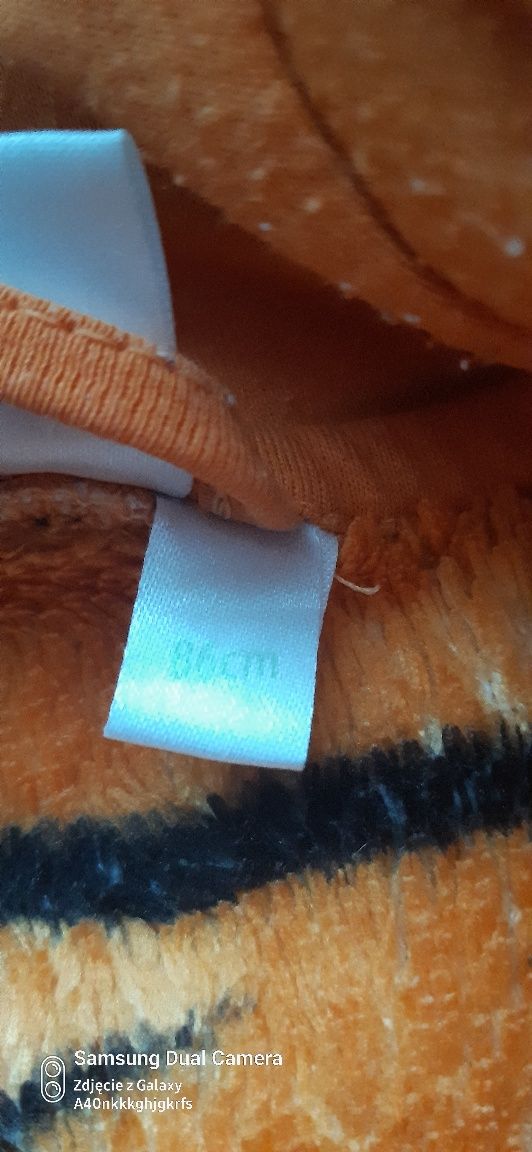 86cm
Samsung Dual Camera
Zdjęcie z Galaxy
A40nkkkghjgkrfs